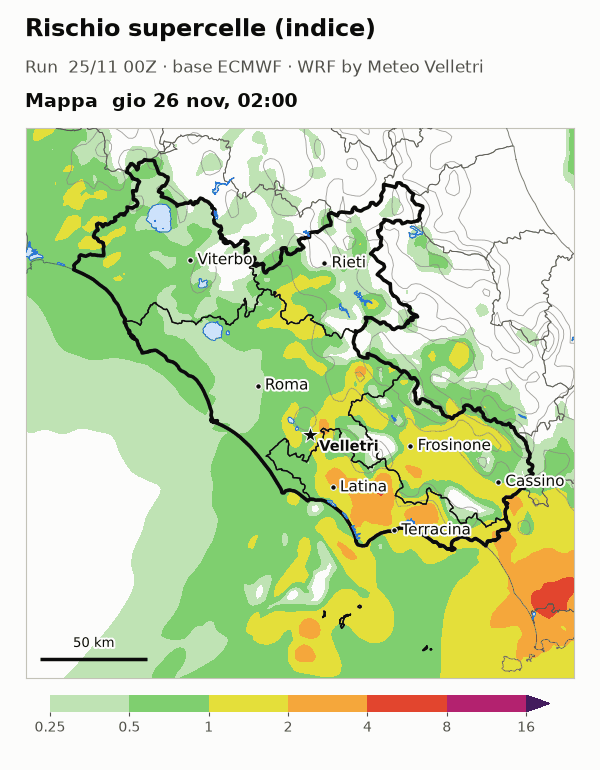 Rischio supercelle (indice)
Run  25/11 00Z · base ECMWF · WRF by Meteo Velletri
Mappa  gio 26 nov, 02:00
Viterbo
Rieti
Roma
Velletri
Frosinone
Cassino
Latina
Terracina
50 km
0.25 0.5 1 2 4 8 16